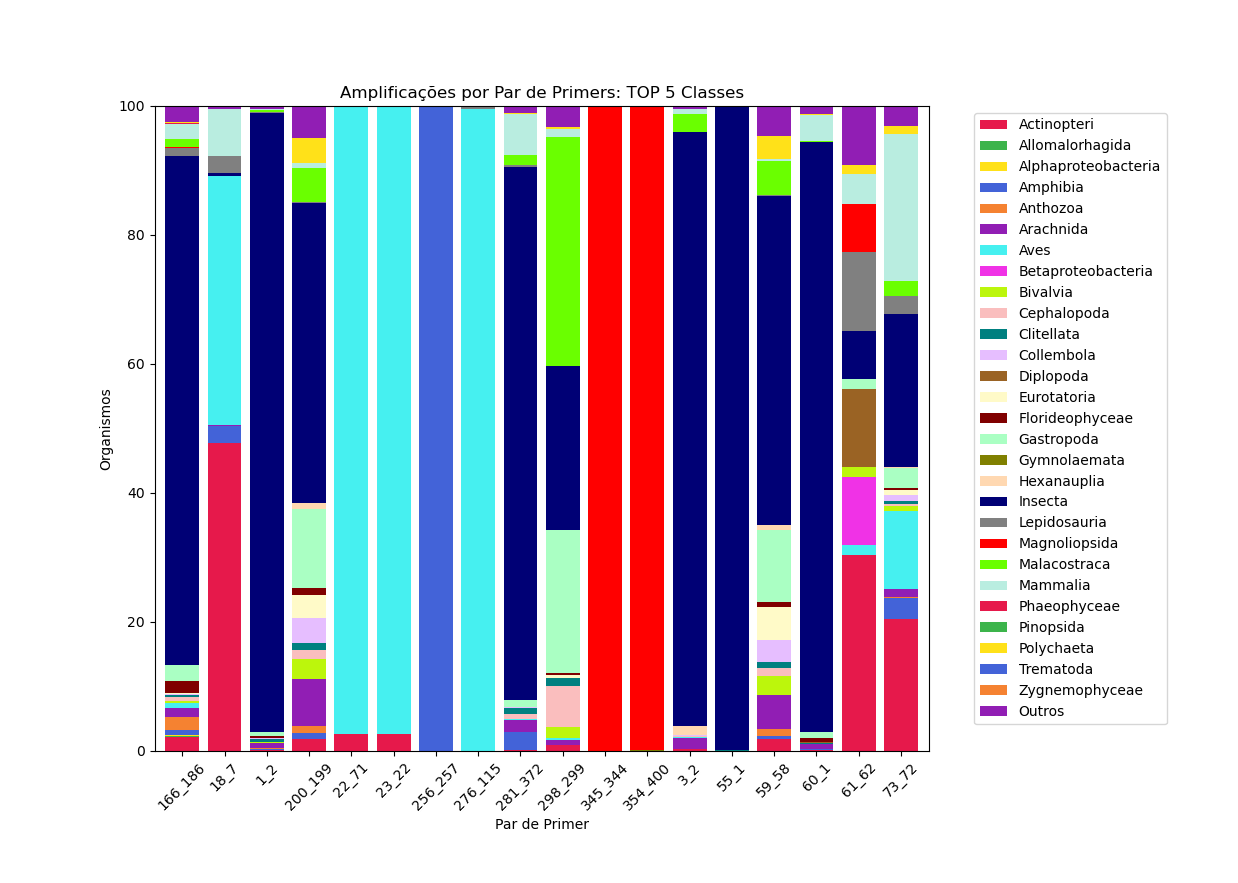 Amplificações por Par de Primers: TOP 5 Classes
100
80
60
40
20
0
Organismos
166_186
18_7
1_2
200_199
22_71
23_22
256_257
276_115
281_372
298_299
345_344
354_400
3_2
55_1
59_58
60_1
61_62
73_72
Par de Primer
Actinopteri
Allomalorhagida
Alphaproteobacteria
Amphibia
Anthozoa
Arachnida
Aves
Betaproteobacteria
Bivalvia
Cephalopoda
Clitellata
Collembola
Diplopoda
Eurotatoria
Florideophyceae
Gastropoda
Gymnolaemata
Hexanauplia
Insecta
Lepidosauria
Magnoliopsida
Malacostraca
Mammalia
Phaeophyceae
Pinopsida
Polychaeta
Trematoda
Zygnemophyceae
Outros